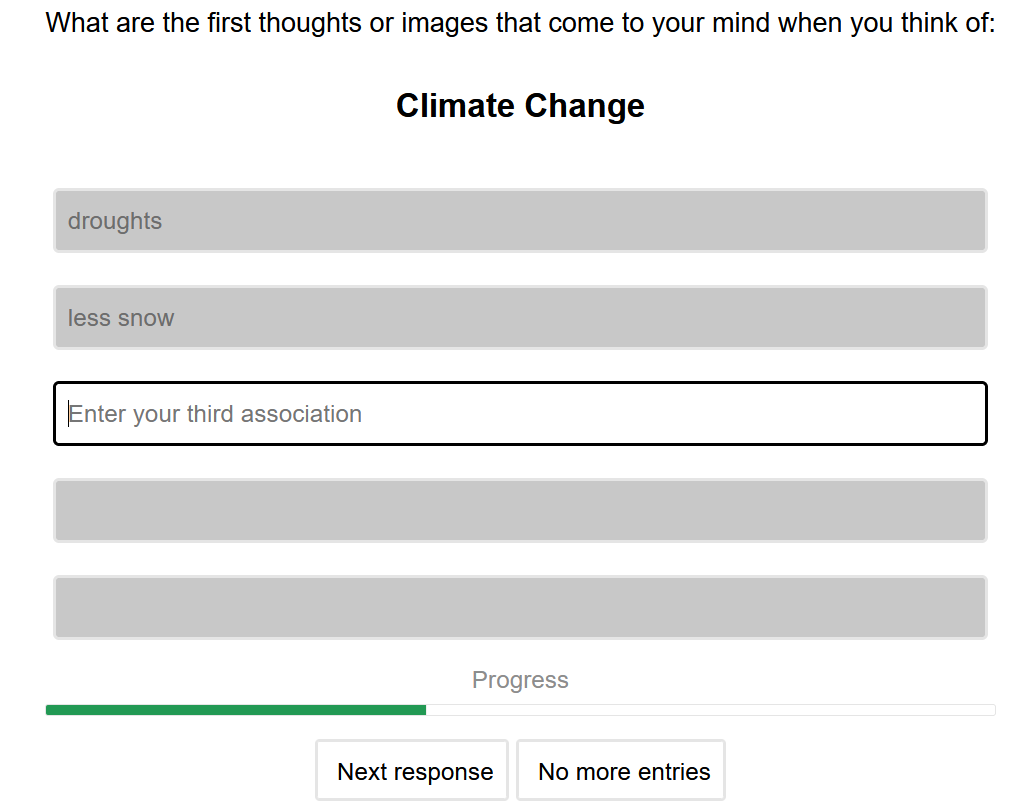 What are the first thoughts or images that come to your mind when you think of:
Climate Change
droughts
less snow
Enter your third association
Progress
Next response
No more entries